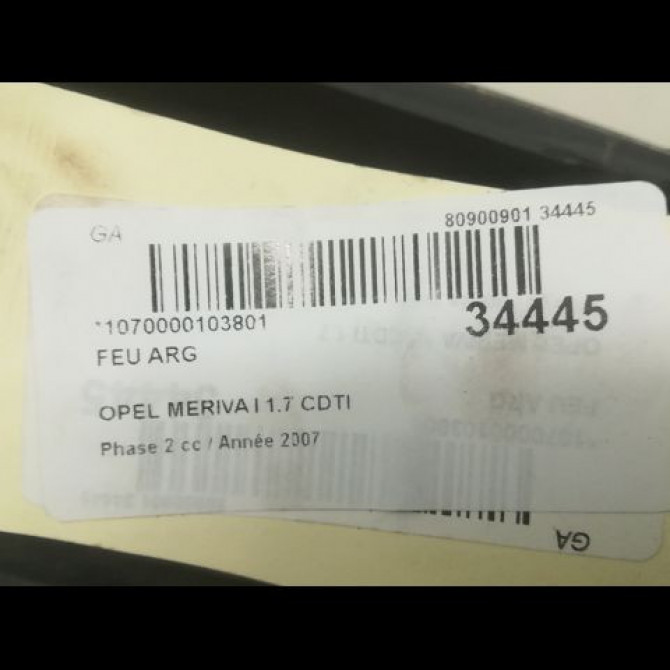 GA
80900901 34445
*1070000103801
34445
FEU ARG
OPEL MERIVA I 1.7 CDTI
Phase 2 cc / Année 2007
GA